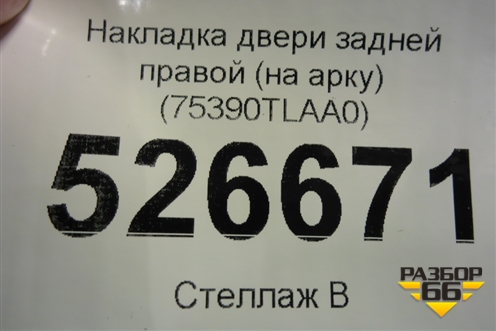 Накладка двери задней
правой (на арку)
(75390TLAA0)
526671
Стеллаж В
РАЗБОР
66